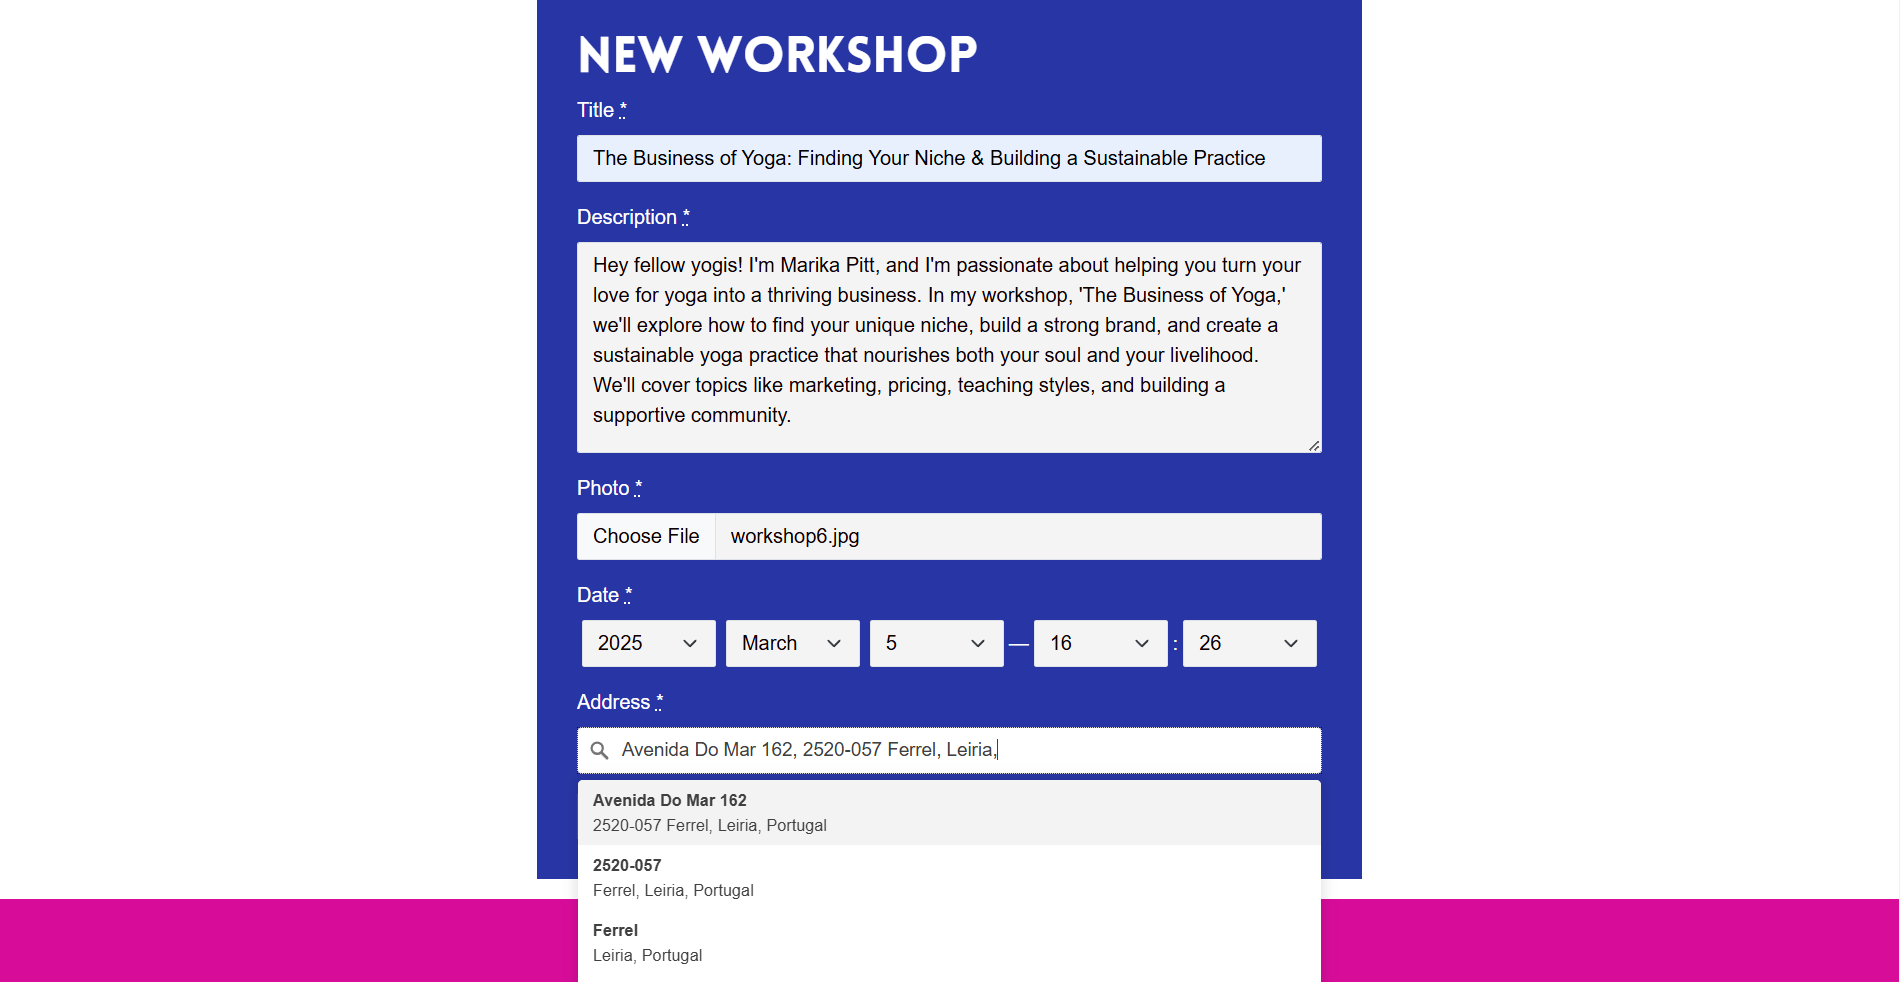 NEW WORKSHOP
Title *
The Business of Yoga: Finding Your Niche & Building a Sustainable Practice
Description *
Hey fellow yogis! I'm Marika Pitt, and I'm passionate about helping you turn your
love for yoga into a thriving business. In my workshop, 'The Business of Yoga,'
we'll explore how to find your unique niche, build a strong brand, and create a
sustainable yoga practice that nourishes both your soul and your livelihood.
We'll cover topics like marketing, pricing, teaching styles, and building a
supportive community.
Photo *
Choose File workshop6.jpg
Date *
2025 March 5 — 16 : 26
Address *
Avenida Do Mar 162, 2520-057 Ferrel, Leiria,
Avenida Do Mar 162
2520-057 Ferrel, Leiria, Portugal
2520-057
Ferrel, Leiria, Portugal
Ferrel
Leiria, Portugal